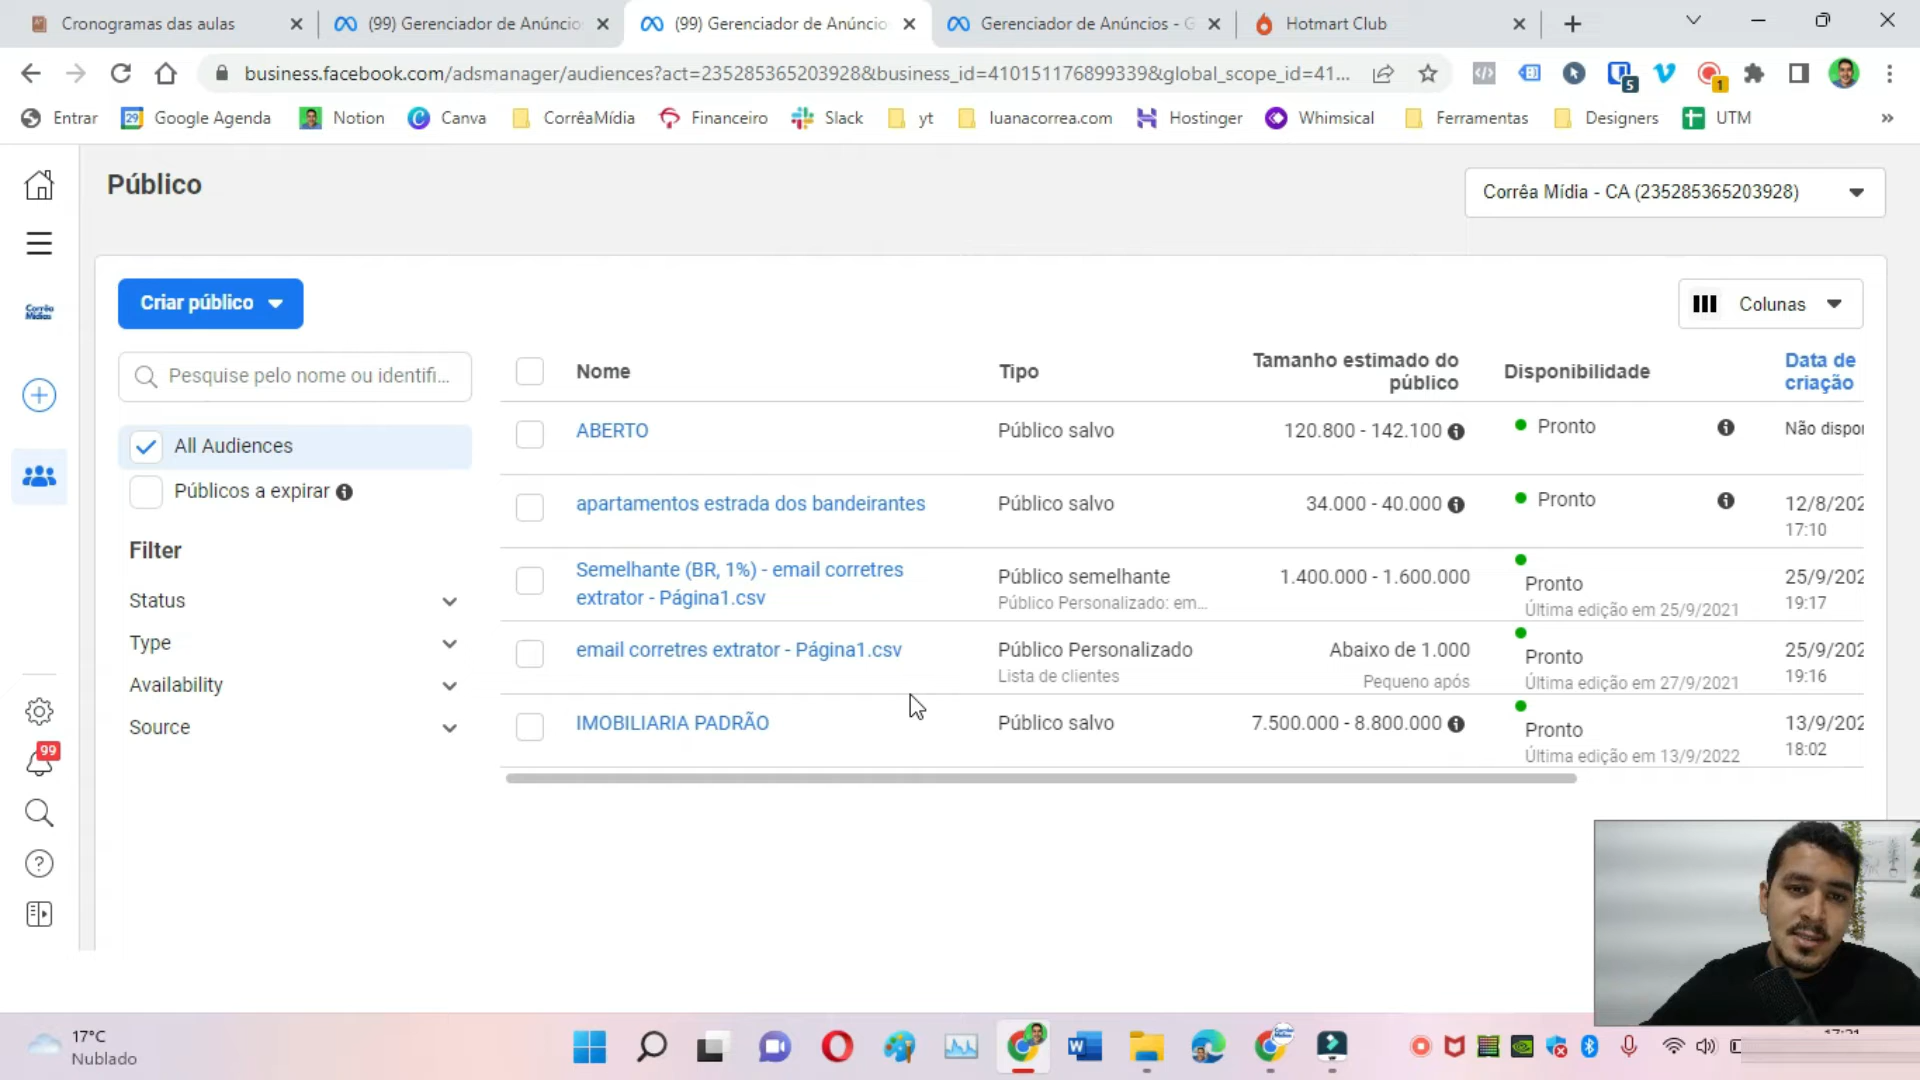 Cronogramas das aulas
(99) Gerenciador de Anúncio
(99) Gerenciador de Anúncio
Gerenciador de Anúncios - G
Hotmart Club
business.facebook.com/adsmanager/audiences?act=235285365203928&business_id=410151176899339&global_scope_id=41...
5
1
Entrar
29
Google Agenda
Notion
Canva
CorrêaMídia
Financeiro
Slack
yt
luanacorrea.com
Hostinger
Whimsical
Ferramentas
Designers
UTM
»
Público
Corrêa Mídia - CA (235285365203928)
Corrêa
Mídias
Criar público
Colunas
Pesquise pelo nome ou identifi...
All Audiences
Públicos a expirar
Filter
Status
Type
Availability
Source
99
Nome
Tipo
Tamanho estimado do
público
Disponibilidade
Data de
criação
ABERTO
Público salvo
120.800 - 142.100
Pronto
Não dispor
apartamentos estrada dos bandeirantes
Público salvo
34.000 - 40.000
Pronto
12/8/202
17:10
Semelhante (BR, 1%) - email corretres
extrator - Página1.csv
Público semelhante
Público Personalizado: em...
1.400.000 - 1.600.000
Pronto
Última edição em 25/9/2021
25/9/202
19:17
email corretres extrator - Página1.csv
Público Personalizado
Lista de clientes
Abaixo de 1.000
Pequeno após
Pronto
Última edição em 27/9/2021
25/9/202
19:16
IMOBILIARIA PADRÃO
Público salvo
7.500.000 - 8.800.000
Pronto
Última edição em 13/9/2022
13/9/202
18:02
17°C
Nublado